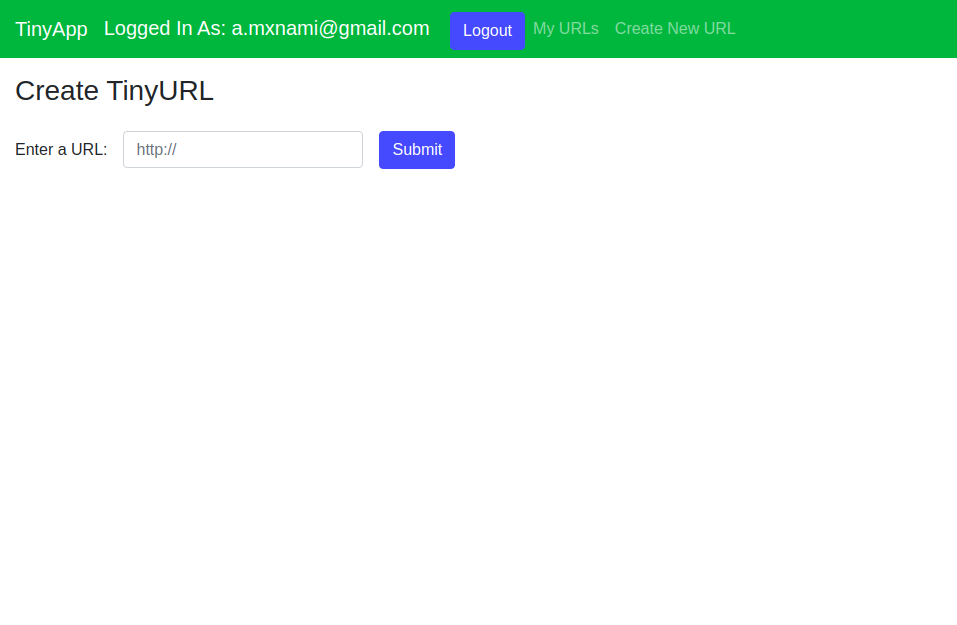 TinyApp Logged In As: a.mxnami@gmail.com Logout My URLs Create New URL
Create TinyURL
Enter a URL: http:// Submit